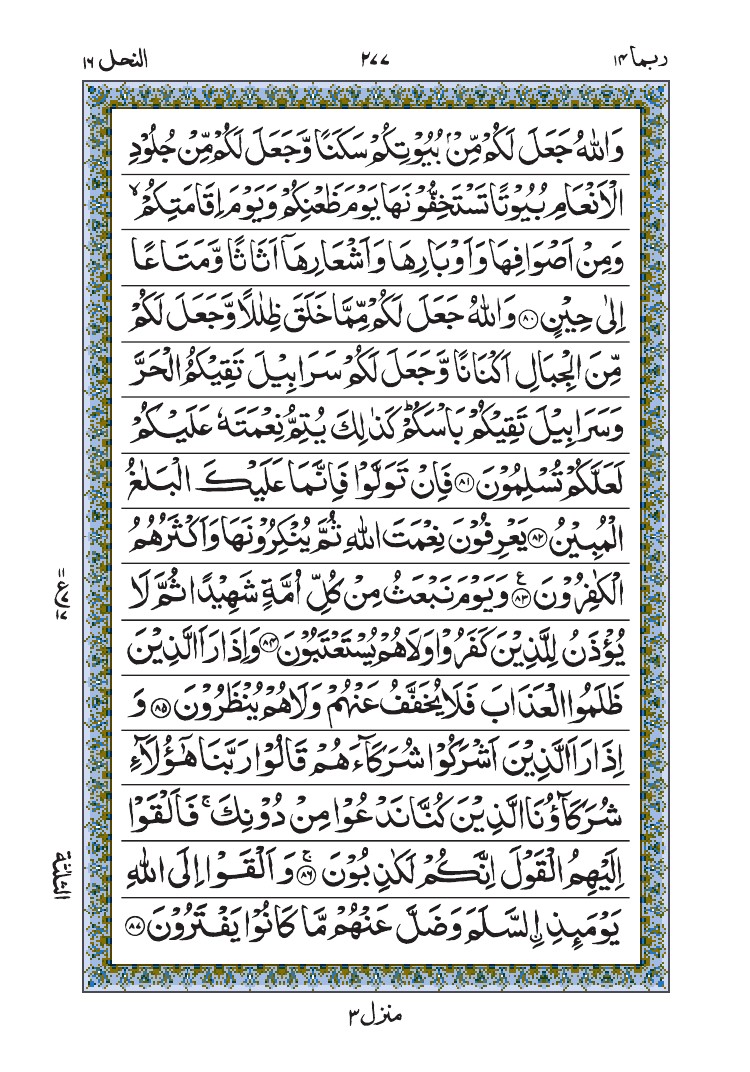 ربما ١٤
٢٧٧
النحل ١٦
وَاللّٰهُ جَعَلَ لَكُمْ مِّنْۢ بُيُوْتِكُمْ سَكَنًا وَّجَعَلَ لَكُمْ مِّنْ جُلُوْدِ
الْاَنْعَامِ بُيُوْتًا تَسْتَخِفُّوْنَهَا يَوْمَ ظَعْنِكُمْ وَيَوْمَ اِقَامَتِكُمْ ۙ
وَمِنْ اَصْوَافِهَا وَاَوْبَارِهَا وَاَشْعَارِهَاۤ اَثَاثًا وَّمَتَاعًا
اِلٰى حِيْنٍ ﴿٨٠﴾ وَاللّٰهُ جَعَلَ لَكُمْ مِّمَّا خَلَقَ ظِلٰلًا وَّجَعَلَ لَكُمْ
مِّنَ الْجِبَالِ اَكْنَانًا وَّجَعَلَ لَكُمْ سَرَابِيْلَ تَقِيْكُمُ الْحَرَّ
وَسَرَابِيْلَ تَقِيْكُمْ بَاْسَكُمْ ؕ كَذٰلِكَ يُتِمُّ نِعْمَتَهٗ عَلَيْكُمْ
لَعَلَّكُمْ تُسْلِمُوْنَ ﴿٨١﴾ فَاِنْ تَوَلَّوْا فَاِنَّمَا عَلَيْكَ الْبَلٰغُ
الْمُبِيْنُ ﴿٨٢﴾ يَعْرِفُوْنَ نِعْمَتَ اللّٰهِ ثُمَّ يُنْكِرُوْنَهَا وَاَكْثَرُهُمُ
الْكٰفِرُوْنَ ﴿٨٣﴾ ع وَيَوْمَ نَبْعَثُ مِنْ كُلِّ اُمَّةٍ شَهِيْدًا ثُمَّ لَا
يُؤْذَنُ لِلَّذِيْنَ كَفَرُوْا وَلَا هُمْ يُسْتَعْتَبُوْنَ ﴿٨٤﴾ وَاِذَا رَاَ الَّذِيْنَ
ظَلَمُوا الْعَذَابَ فَلَا يُخَفَّفُ عَنْهُمْ وَلَا هُمْ يُنْظَرُوْنَ ﴿٨٥﴾ وَ
اِذَا رَاَ الَّذِيْنَ اَشْرَكُوْا شُرَكَآءَهُمْ قَالُوْا رَبَّنَا هٰۤؤُلَآءِ
شُرَكَآؤُنَا الَّذِيْنَ كُنَّا نَدْعُوْا مِنْ دُوْنِكَ ۚ فَاَلْقَوْا
اِلَيْهِمُ الْقَوْلَ اِنَّكُمْ لَكٰذِبُوْنَ ﴿٨٦﴾ ۚ وَاَلْقَوْا اِلَى اللّٰهِ
يَوْمَئِذِ ۟السَّلَمَ وَضَلَّ عَنْهُمْ مَّا كَانُوْا يَفْتَرُوْنَ ﴿٨٧﴾
الثلثة
منزل ٣